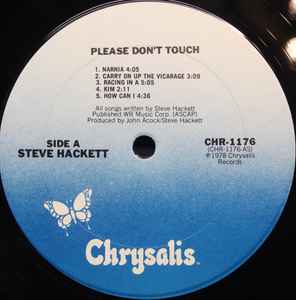 PLEASE DON'T TOUCH
1. NARNIA 4:05
2. CARRY ON UP THE VICARAGE 3:09
3. RACING IN A 5:05
4. KIM 2:11
5. HOW CAN I 4:36
All songs written by Steve Hackett
Published WB Music Corp. (ASCAP)
Produced by John Acock/Steve Hackett
SIDE A
STEVE HACKETT
CHR-1176
(CHR-1176-AS)
℗1978 Chrysalis
Records
Chrysalis